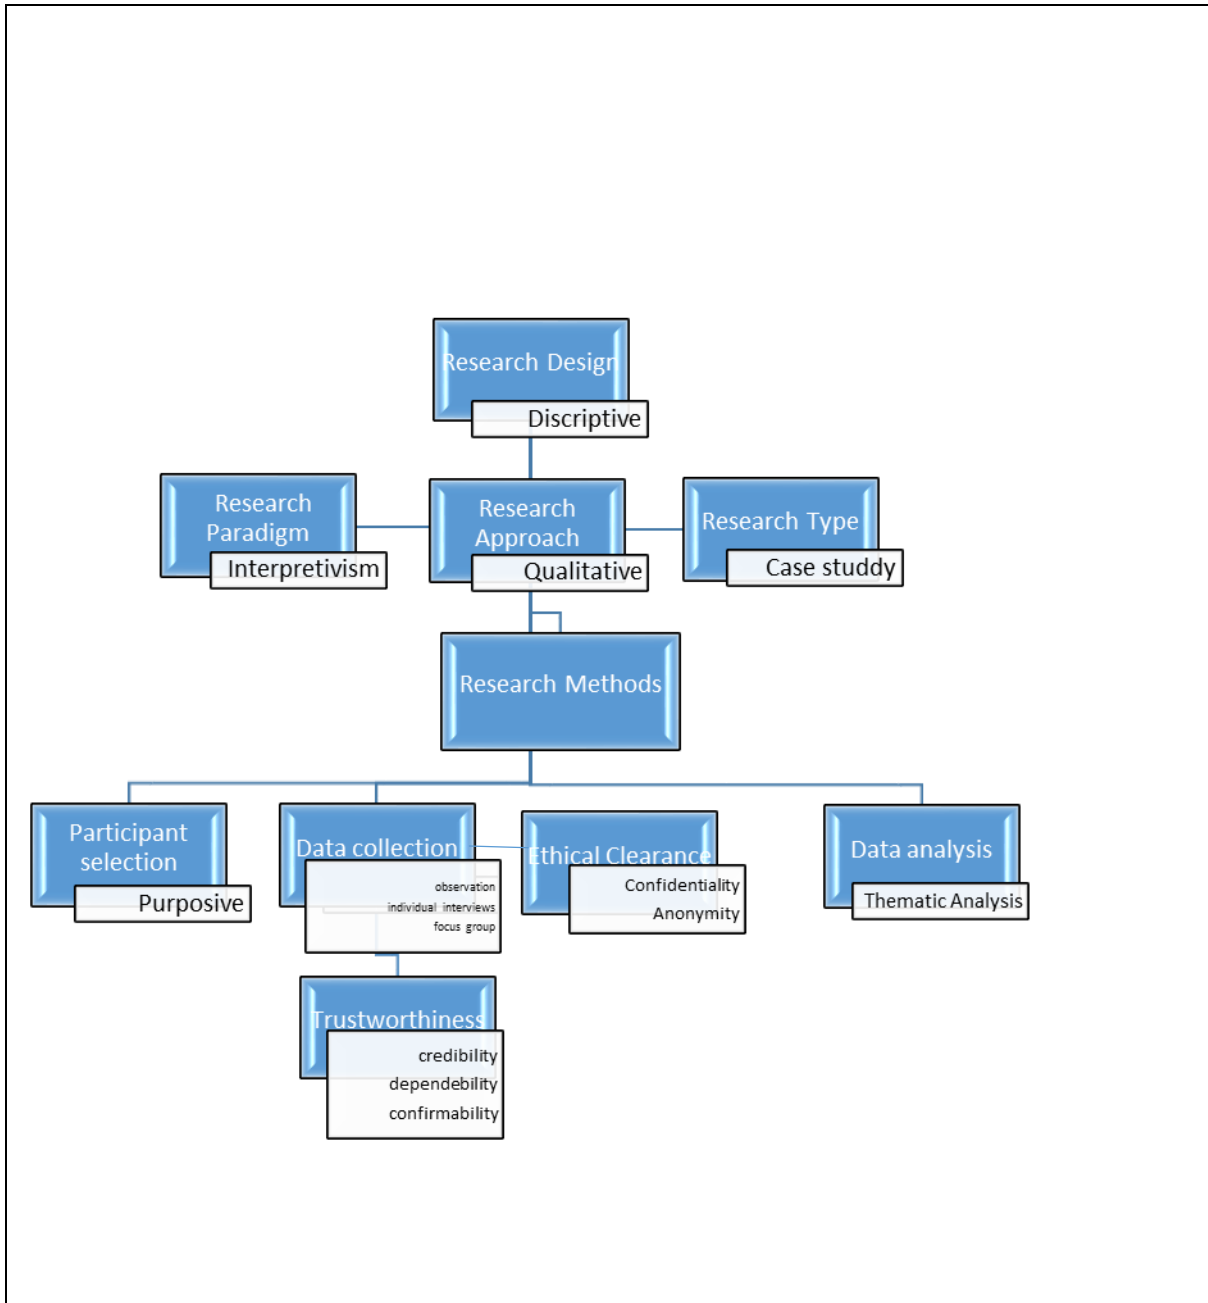 Research Design
Discriptive
Research
Paradigm
Interpretivism
Research
Approach
Qualitative
Research Type
Case studdy
Research Methods
Participant
selection
Purposive
Data collection
observation
individual interviews
focus group
Ethical Clearance
Confidentiality
Anonymity
Data analysis
Thematic Analysis
Trustworthiness
credibility
dependebility
confirmability